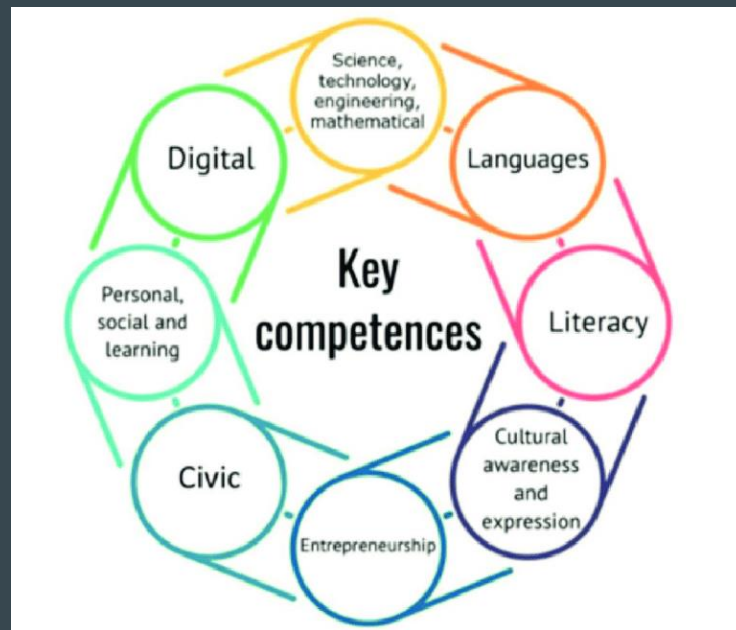 Key
competences
Science,
technology,
engineering,
mathematical
Languages
Literacy
Cultural
awareness
and
expression
Entrepreneurship
Civic
Personal,
social and
learning
Digital